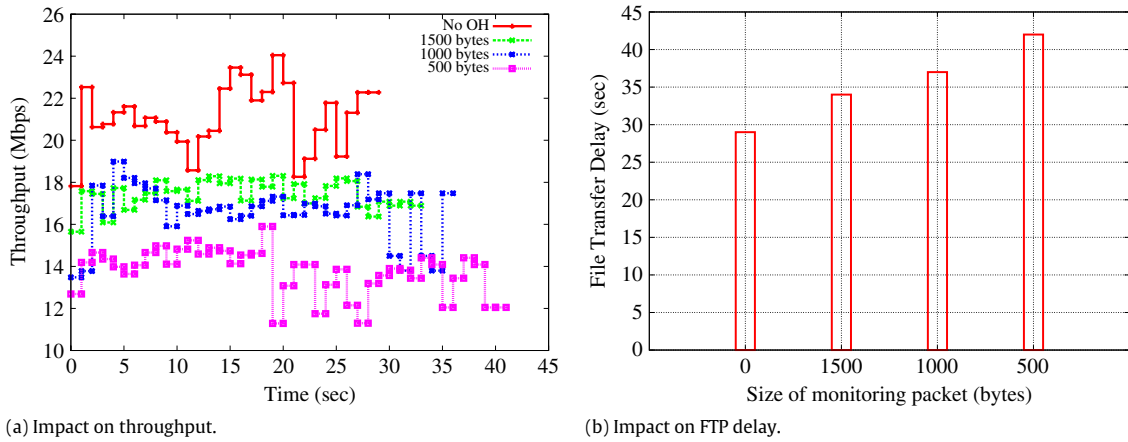 26
24
22
20
18
16
14
12
10
Throughput (Mbps)
No OH
1500 bytes
1000 bytes
500 bytes
0 5 10 15 20 25 30 35 40 45
Time (sec)
(a) Impact on throughput.
45
40
35
30
25
20
15
10
5
0
File Transfer Delay (sec)
0 1500 1000 500
Size of monitoring packet (bytes)
(b) Impact on FTP delay.